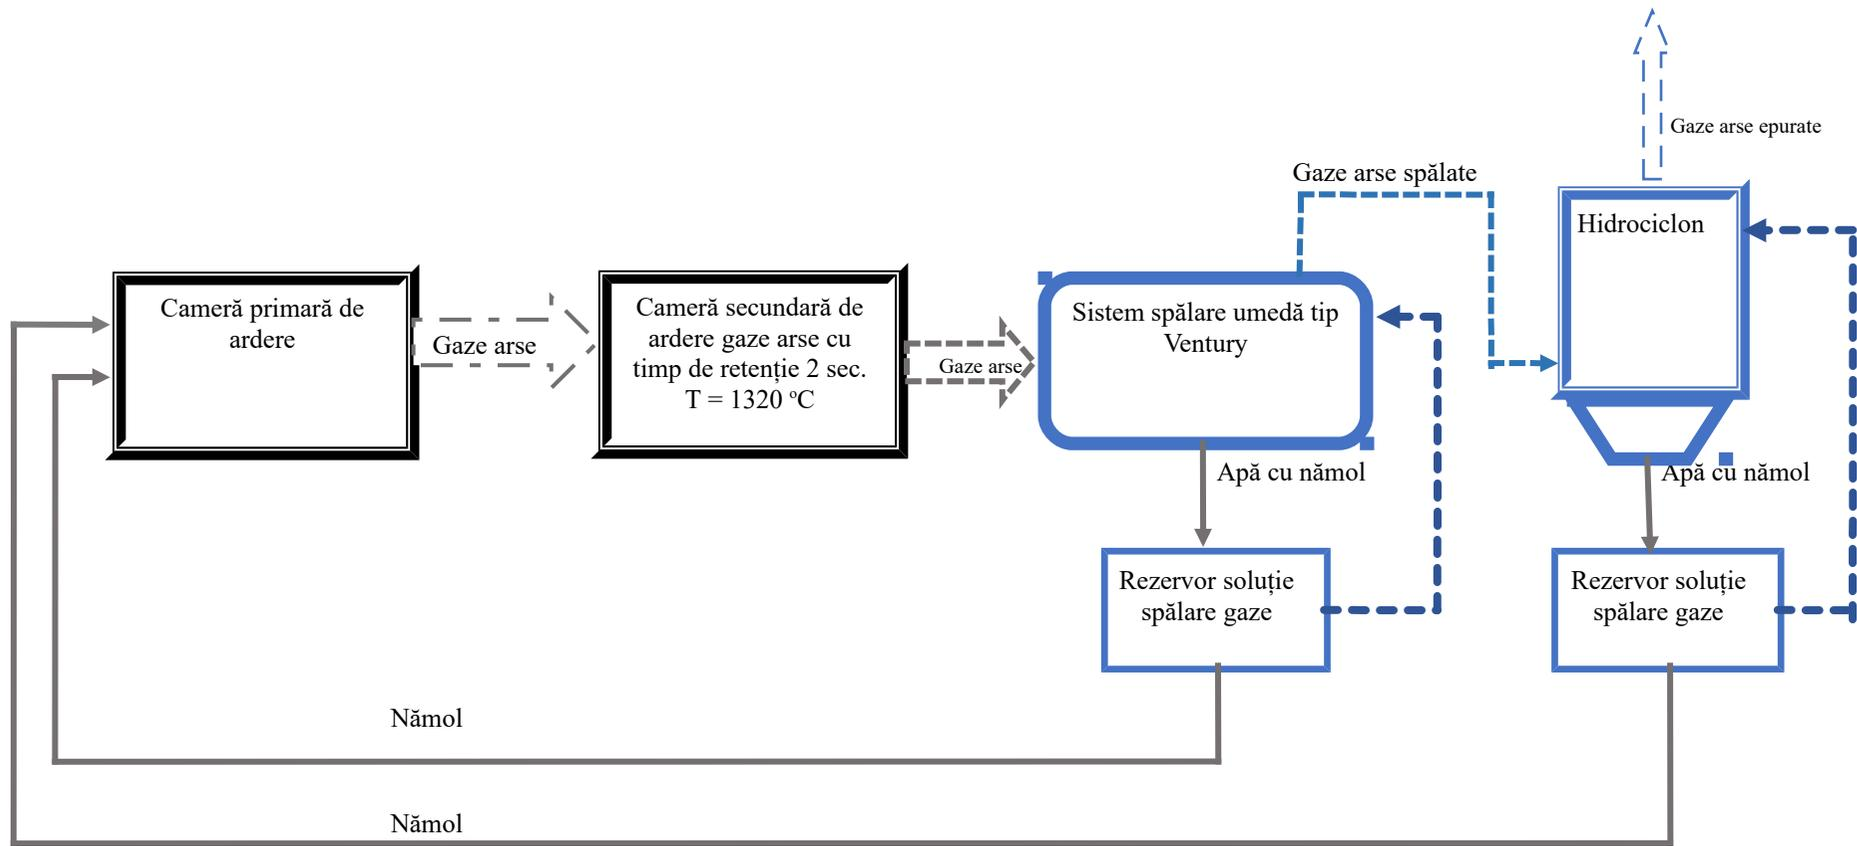 Gaze arse epurate
Gaze arse spălate
Hidrociclon
Cameră primară de
ardere
Gaze arse
Cameră secundară de
ardere gaze arse cu
timp de retenție 2 sec.
T = 1320 ºC
Gaze arse
Sistem spălare umedă tip
Ventury
Apă cu nămol
Apă cu nămol
Rezervor soluție
spălare gaze
Rezervor soluție
spălare gaze
Nămol
Nămol